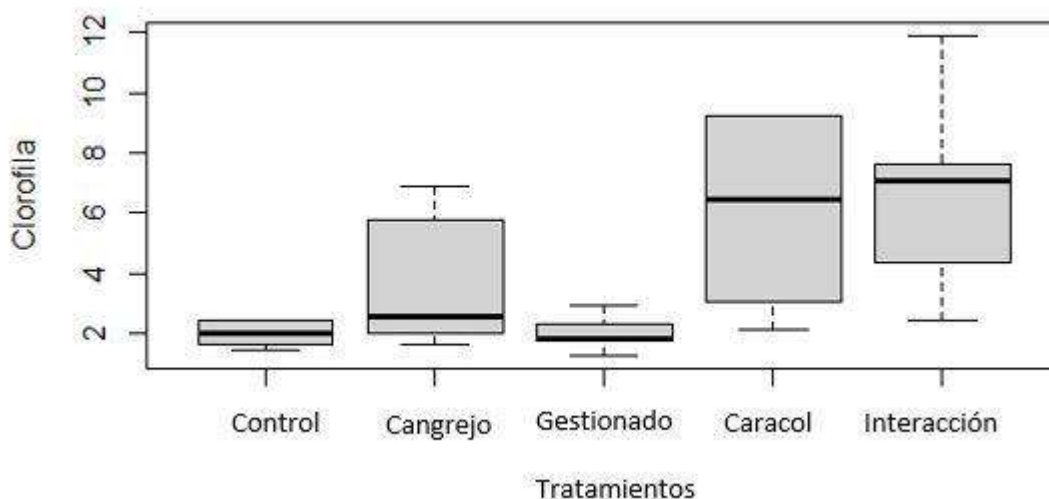 Clorofila
12
10
8
6
4
2
Control Cangrejo Gestionado Caracol Interacción
Tratamientos